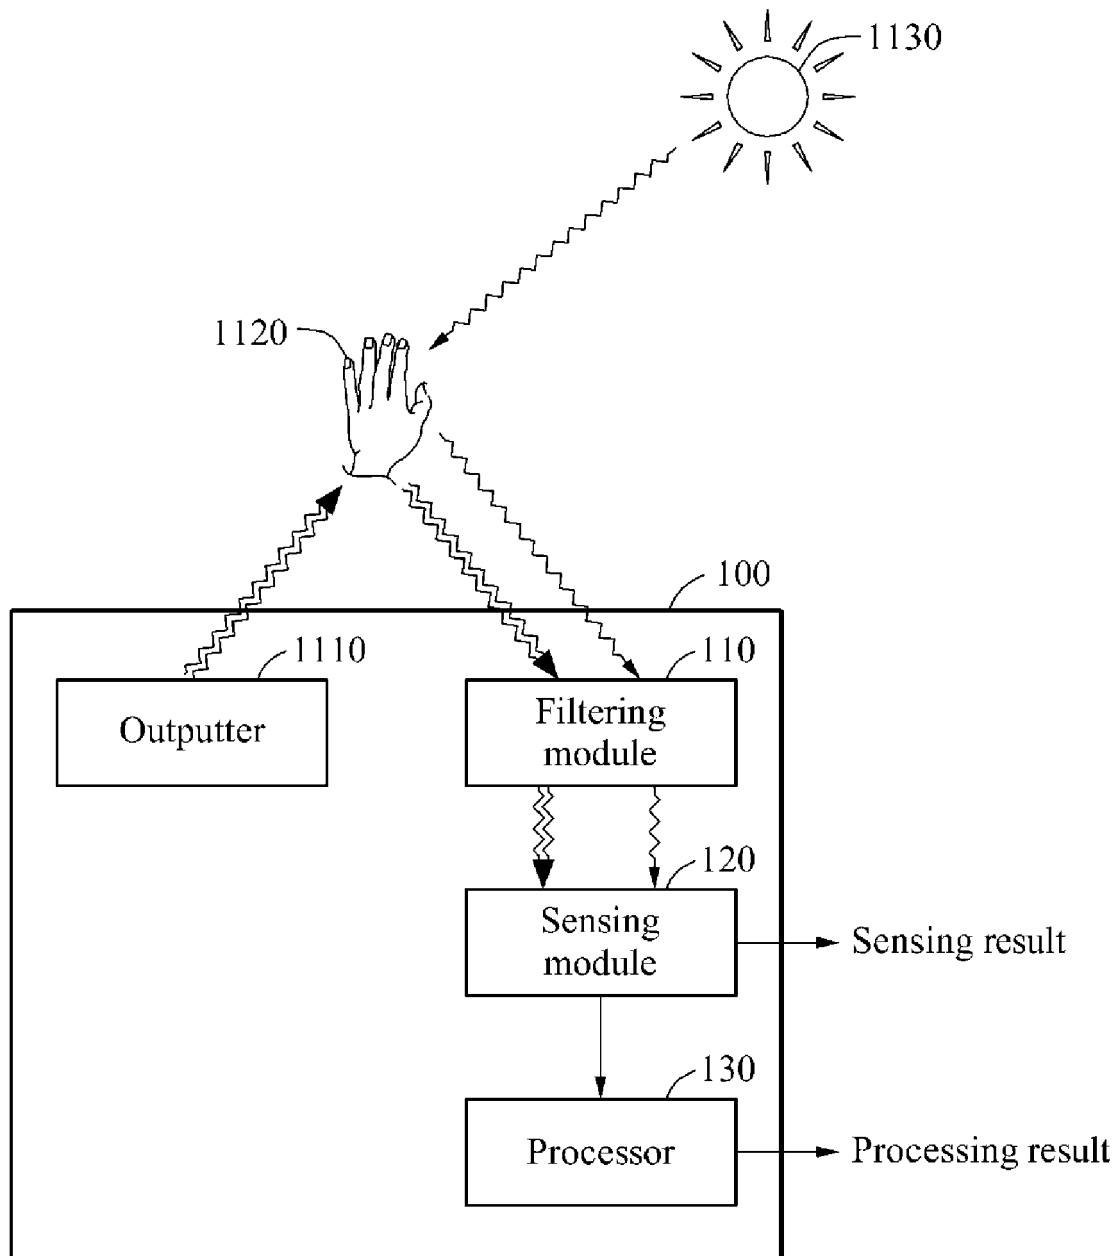 1130
1120
100
1110
110
Outputter
Filtering
module
120
Sensing
module
Sensing result
130
Processor
Processing result